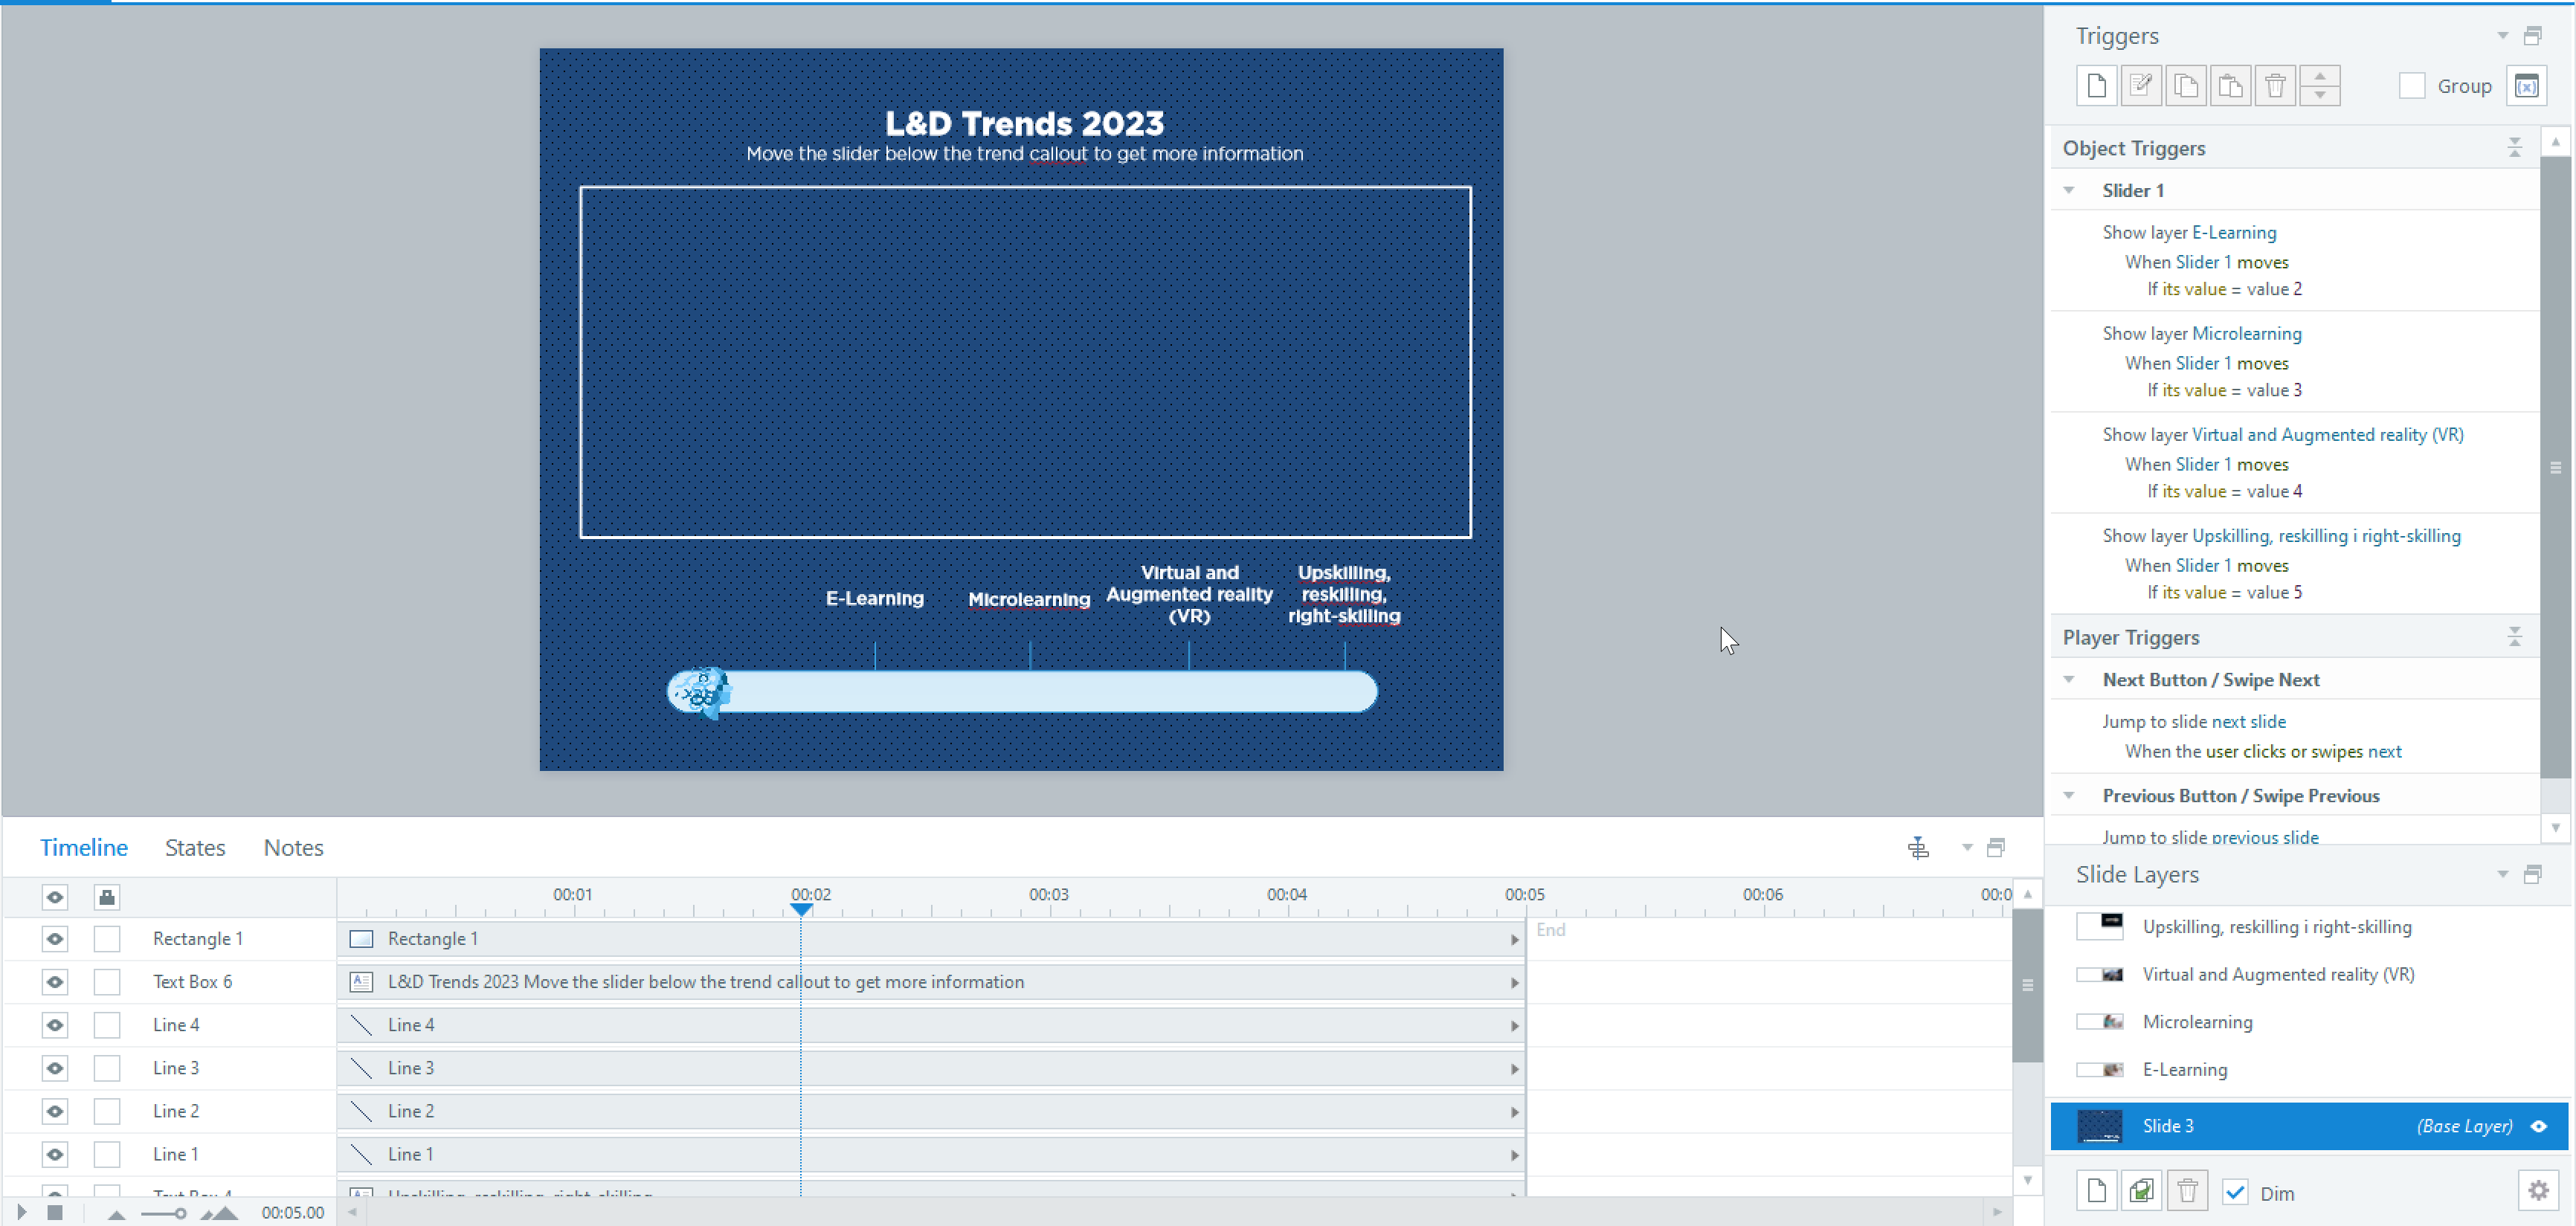 L&D Trends 2023
Move the slider below the trend callout to get more information
E-Learning
Microlearning
Virtual and
Augmented reality
(VR)
Upskilling,
reskilling,
right-skilling
Triggers
Group
(x)
Object Triggers
Slider 1
Show layer E-Learning
When Slider 1 moves
If its value = value 2
Show layer Microlearning
When Slider 1 moves
If its value = value 3
Show layer Virtual and Augmented reality (VR)
When Slider 1 moves
If its value = value 4
Show layer Upskilling, reskilling i right-skilling
When Slider 1 moves
If its value = value 5
Player Triggers
Next Button / Swipe Next
Jump to slide next slide
When the user clicks or swipes next
Previous Button / Swipe Previous
Jump to slide previous slide
Timeline States Notes
00:01 00:02 00:03 00:04 00:05 00:06 00:0
End
Rectangle 1 Rectangle 1
Text Box 6 L&D Trends 2023 Move the slider below the trend callout to get more information
Line 4 Line 4
Line 3 Line 3
Line 2 Line 2
Line 1 Line 1
Text Box 4 Upskilling, reskilling, right-skilling
00:05.00
Slide Layers
Upskilling, reskilling i right-skilling
Virtual and Augmented reality (VR)
Microlearning
E-Learning
Slide 3 (Base Layer)
Dim